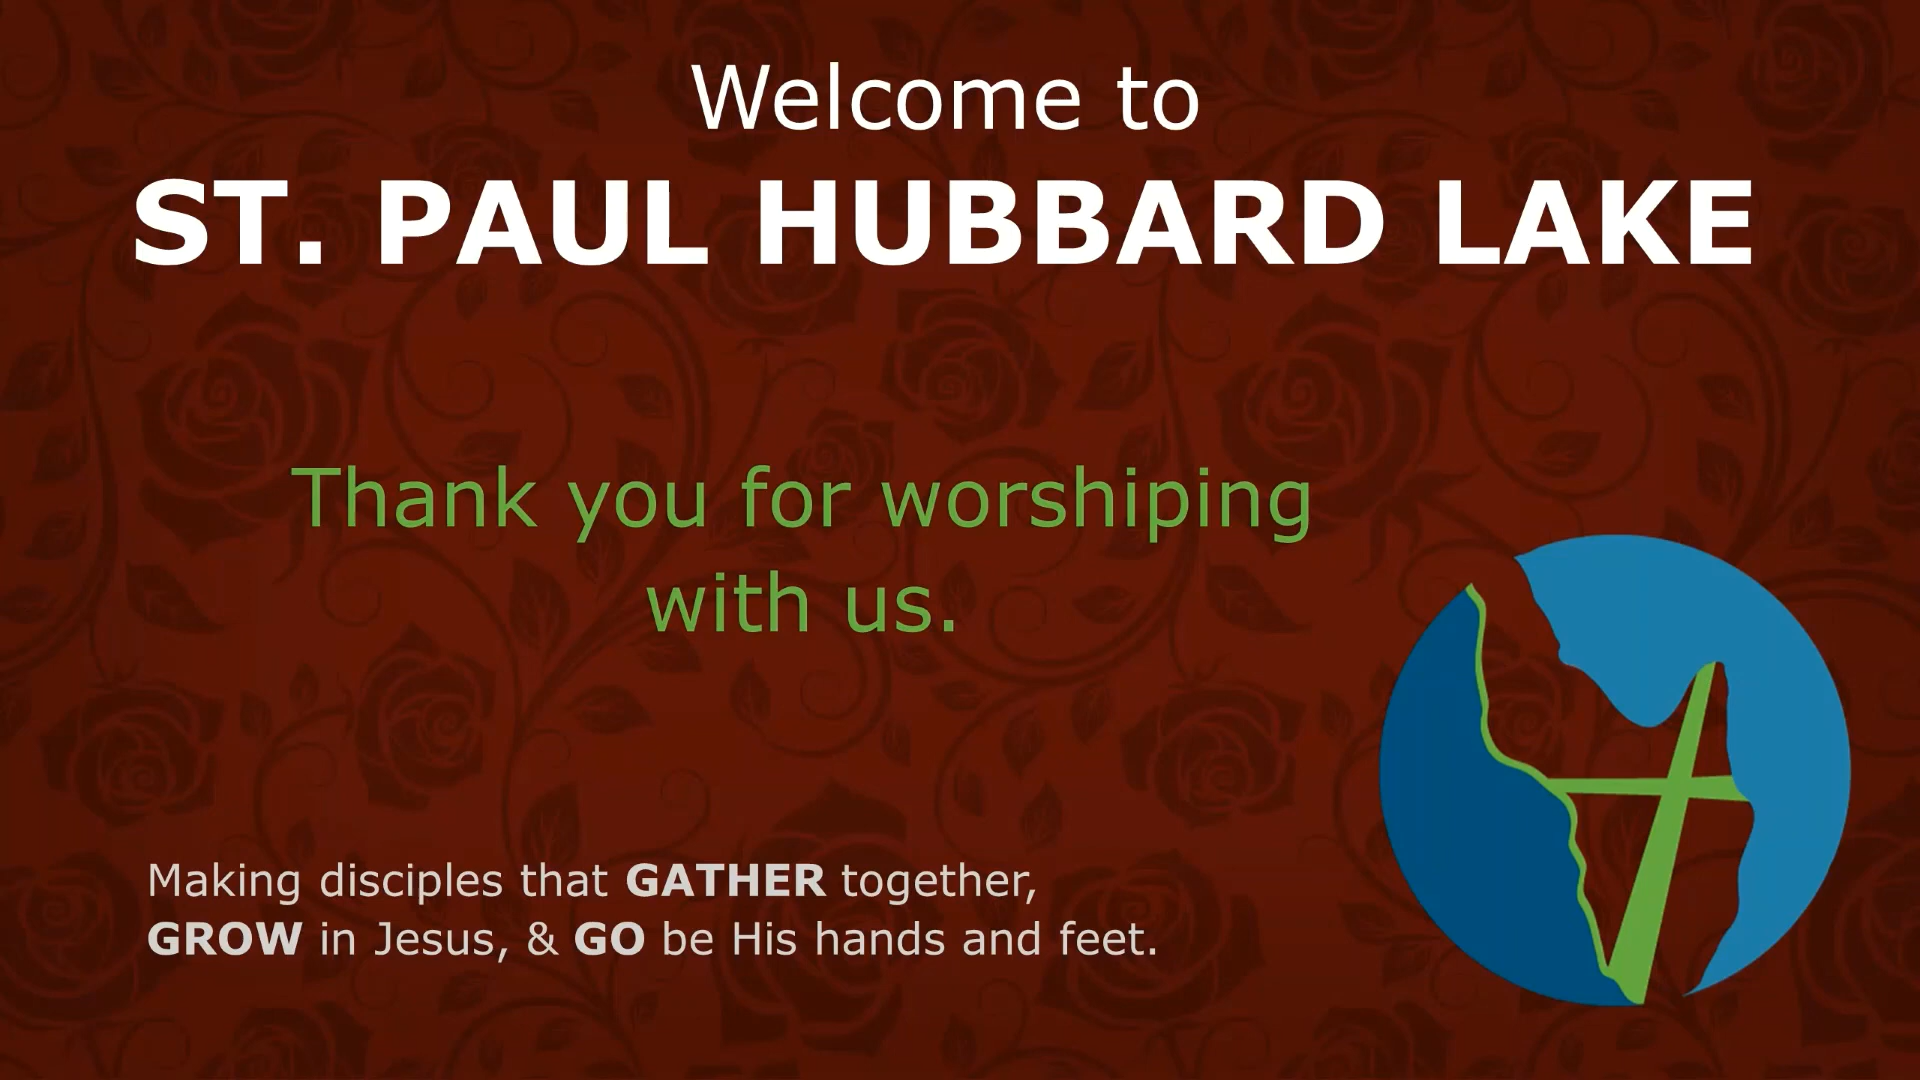 Welcome to
ST. PAUL HUBBARD LAKE
Thank you for worshiping
with us.
Making disciples that GATHER together,
GROW in Jesus, & GO be His hands and feet.